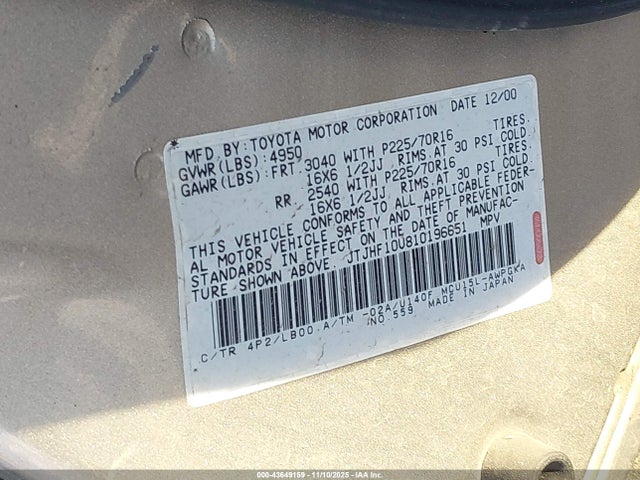 MFD BY: TOYOTA MOTOR CORPORATION DATE 12/00
GVWR(LBS): 4950
GAWR(LBS): FRT. 3040 WITH P225/70R16 TIRES.
16X6 1/2JJ RIMS AT 30 PSI COLD.
RR. 2540 WITH P225/70R16 TIRES.
16X6 1/2JJ RIMS AT 30 PSI COLD.
THIS VEHICLE CONFORMS TO ALL APPLICABLE FEDER-
AL MOTOR VEHICLE SAFETY AND THEFT PREVENTION
STANDARDS IN EFFECT ON THE DATE OF MANUFAC-
TURE SHOWN ABOVE. JTJHF10U810196651 MPV
C/TR 4P2/LB00 A/TM -02A/U140F MCU15L-AWPGKA
NO.559 MADE IN JAPAN
000-43649159 | 11/10/2025 - IAA Inc.